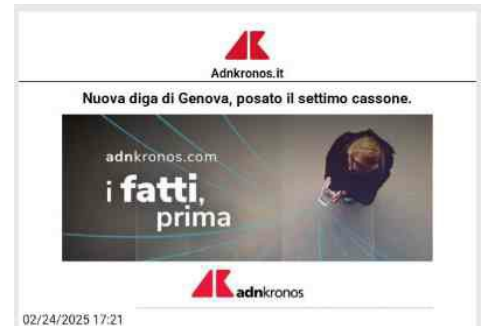 Adnkronos.it
Nuova diga di Genova, posato il settimo cassone.
adnkronos.com
i fatti,
prima
adnkronos
02/24/2025 17:21